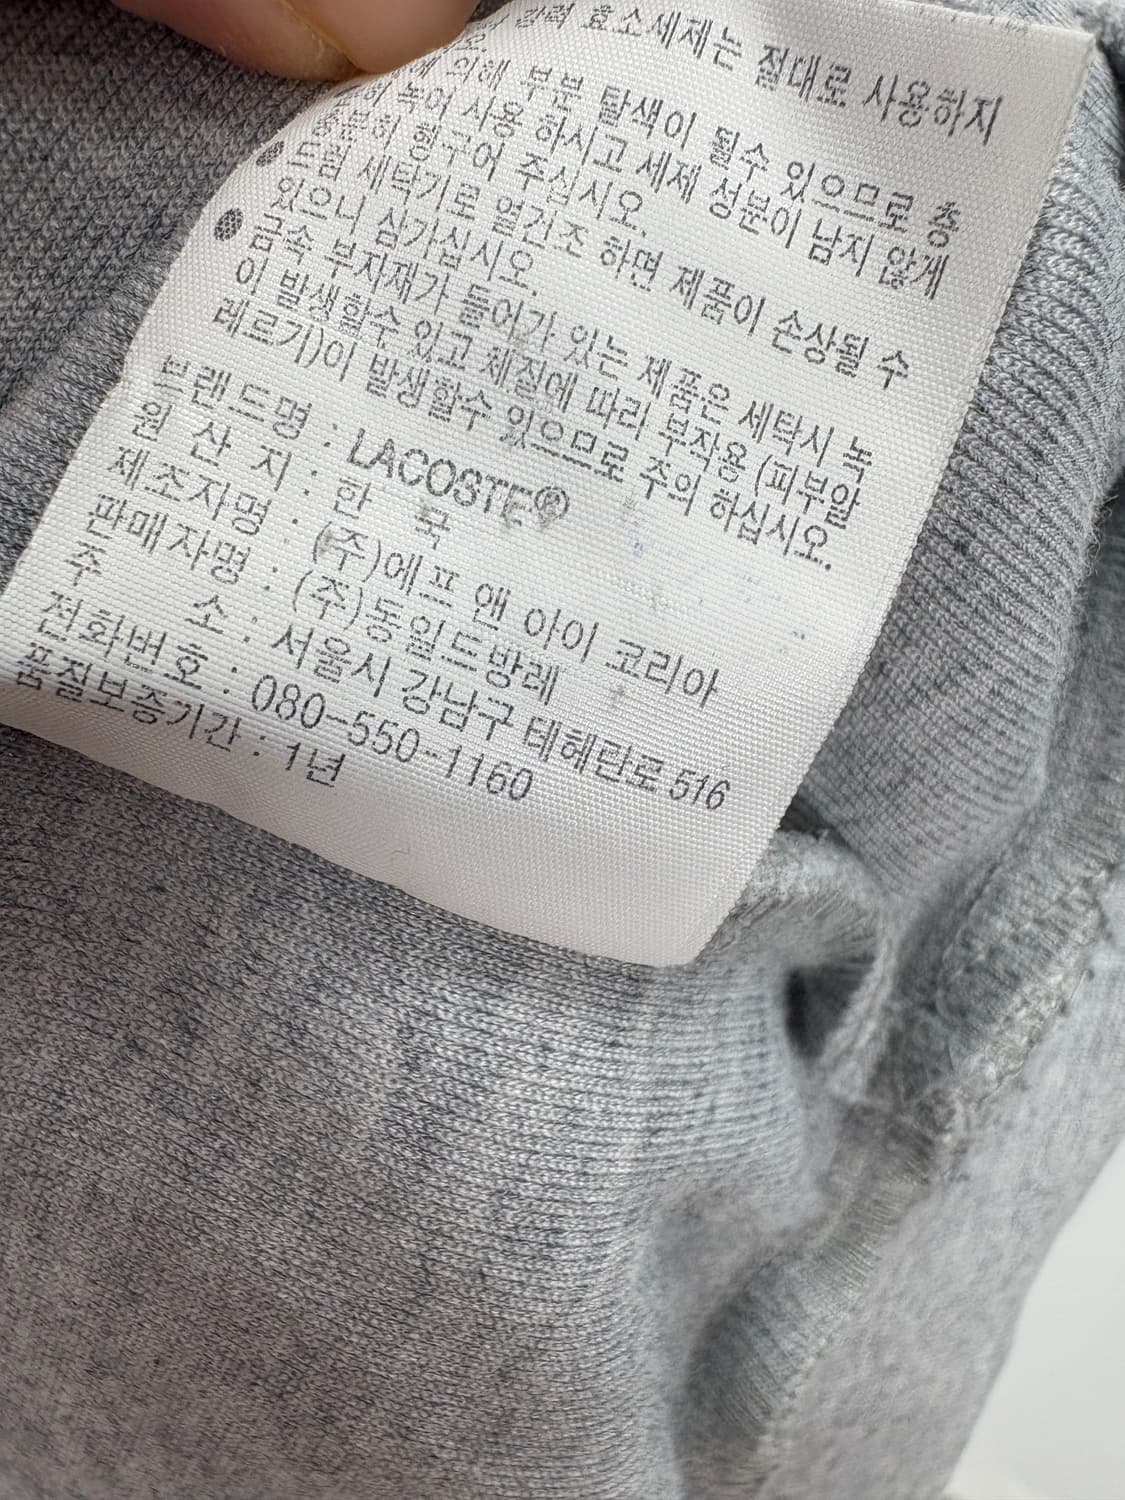 강력 효소세제는 절대로 사용하지
오.
에 의해 부분 탈색이 될수 있으므로 충
히 녹여 사용 하시고 세제 성분이 남지 않게
분히 헹구어 주십시오.
● 드럼 세탁기로 열건조 하면 제품이 손상될 수
있으니 삼가십시오.
● 금속 부자재가 들어가 있는 제품은 세탁시 녹
이 발생할수 있고 체질에 따라 부작용(피부알
레르기)이 발생할수 있으므로 주의 하십시오.
브랜드명 : LACOSTE®
원 산 지 : 한 국
제조자명 : (주)에프 앤 아이 코리아
판매자명 : (주)동일드방레
주 소 : 서울시 강남구 테헤란로 516
전화번호 : 080-550-1160
품질보증기간 : 1년